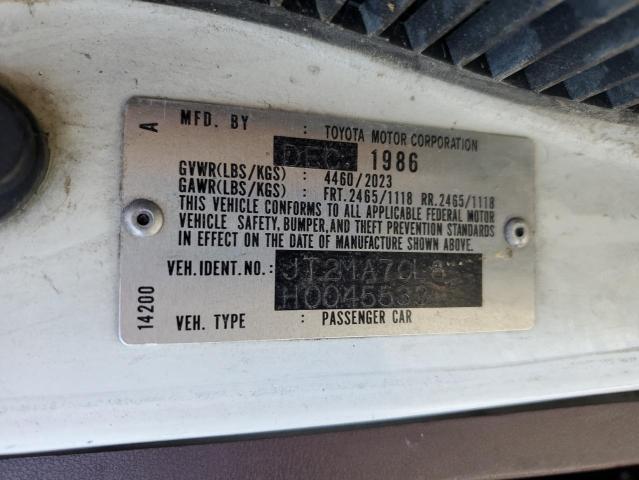 A
MFD. BY : TOYOTA MOTOR CORPORATION
DEC. 1986
GVWR(LBS/KGS) : 4460/2023
GAWR(LBS/KGS) : FRT. 2465/1118 RR. 2465/1118
THIS VEHICLE CONFORMS TO ALL APPLICABLE FEDERAL MOTOR
VEHICLE SAFETY, BUMPER, AND THEFT PREVENTION STANDARDS
IN EFFECT ON THE DATE OF MANUFACTURE SHOWN ABOVE.
VEH. IDENT. NO. :
VEH. TYPE : PASSENGER CAR
14200